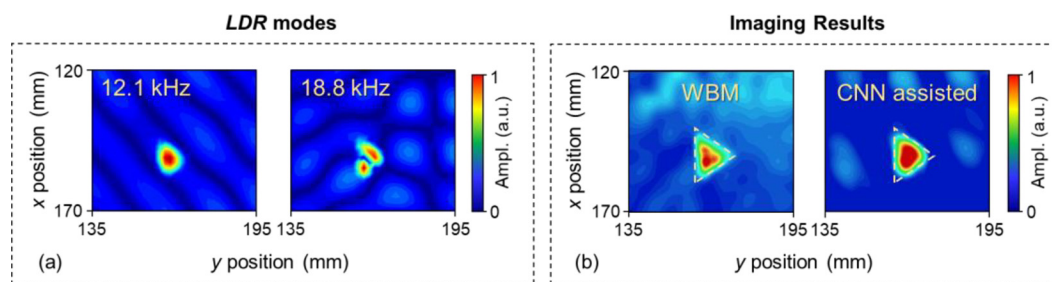 LDR modes
Imaging Results
120
x position (mm)
170
12.1 kHz
18.8 kHz
135
195
135
195
1
Ampl. (a.u.)
0
(a)
y position (mm)
120
x position (mm)
170
WBM
CNN assisted
135
195
135
195
1
Ampl. (a.u.)
0
(b)
y position (mm)